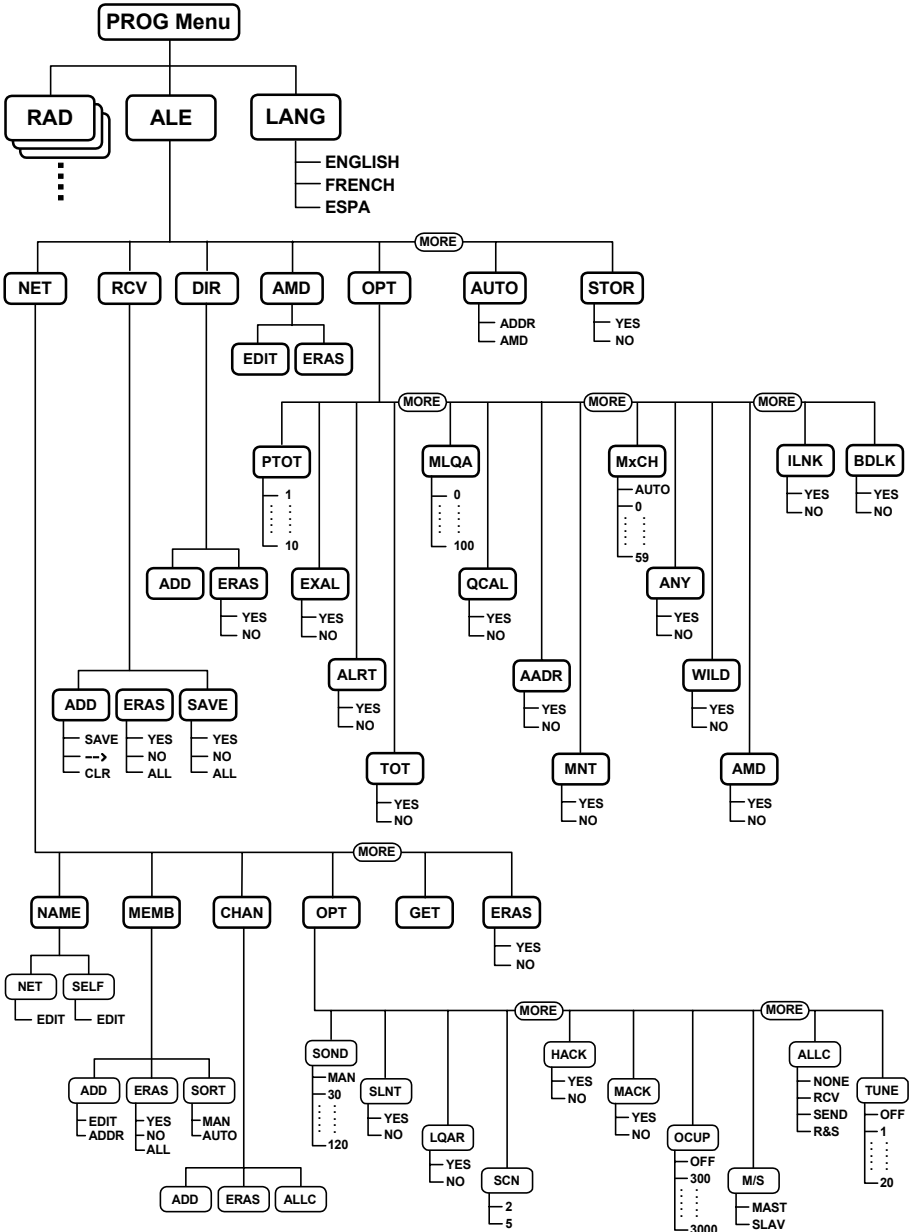 PROG Menu
RAD
ALE
LANG
ENGLISH
FRENCH
ESPA
MORE
NET
RCV
DIR
AMD
OPT
AUTO
STOR
ADDR
AMD
YES
NO
EDIT
ERAS
MORE
MORE
MORE
PTOT
1
10
MLQA
0
100
MxCH
AUTO
0
59
ILNK
YES
NO
BDLK
YES
NO
ADD
ERAS
YES
NO
EXAL
YES
NO
QCAL
YES
NO
ANY
YES
NO
ALRT
YES
NO
AADR
YES
NO
WILD
YES
NO
ADD
SAVE
-->
CLR
ERAS
YES
NO
ALL
SAVE
YES
NO
ALL
TOT
YES
NO
MNT
YES
NO
AMD
YES
NO
MORE
NAME
MEMB
CHAN
OPT
GET
ERAS
YES
NO
NET
EDIT
SELF
EDIT
MORE
MORE
SOND
MAN
30
120
HACK
YES
NO
ALLC
NONE
RCV
SEND
R&S
ADD
EDIT
ADDR
ERAS
YES
NO
ALL
SORT
MAN
AUTO
SLNT
YES
NO
MACK
YES
NO
TUNE
OFF
1
20
LQAR
YES
NO
OCUP
OFF
300
3000
ADD
ERAS
ALLC
SCN
2
5
M/S
MAST
SLAV